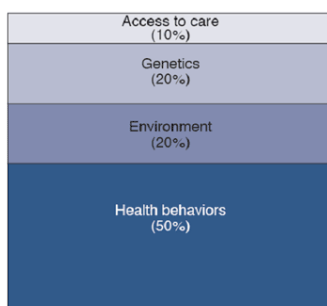 Access to care
(10%)
Genetics
(20%)
Environment
(20%)
Health behaviors
(50%)